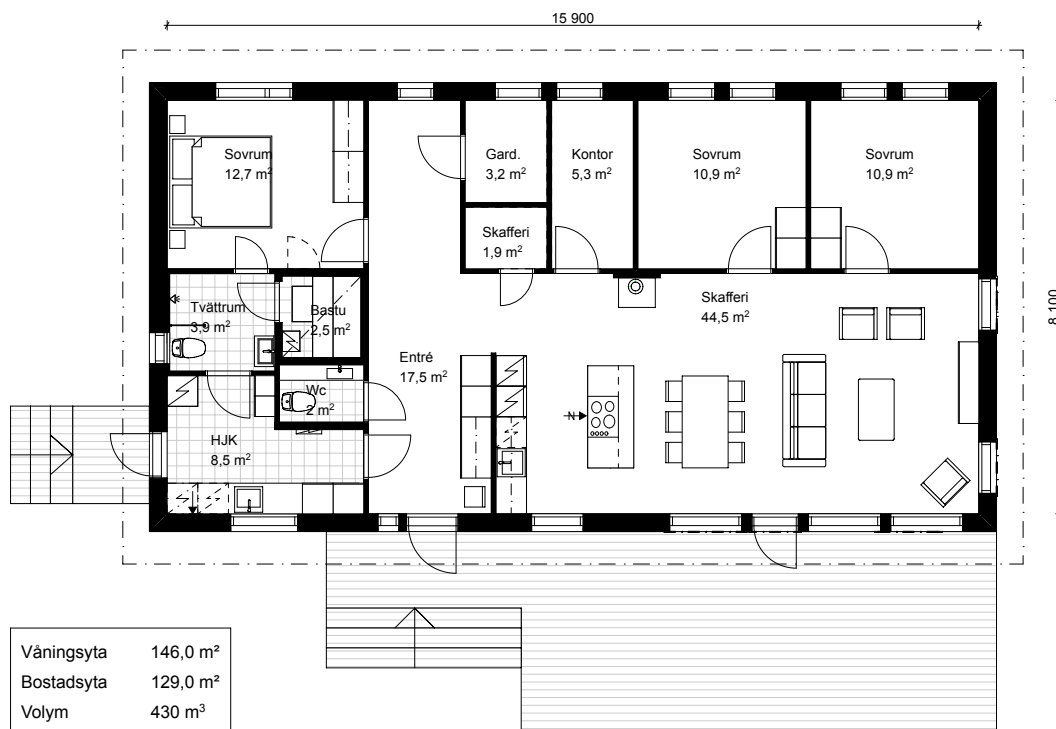 15 900
Sovrum
12,7 m²
Gard.
3,2 m²
Kontor
5,3 m²
Sovrum
10,9 m²
Sovrum
10,9 m²
Skafferi
1,9 m²
Tvättrum
3,9 m²
Bastu
2,5 m²
Skafferi
44,5 m²
8 100
Entré
17,5 m²
Wc
2 m²
HJK
8,5 m²
Våningsyta 146,0 m²
Bostadsyta 129,0 m²
Volym 430 m³